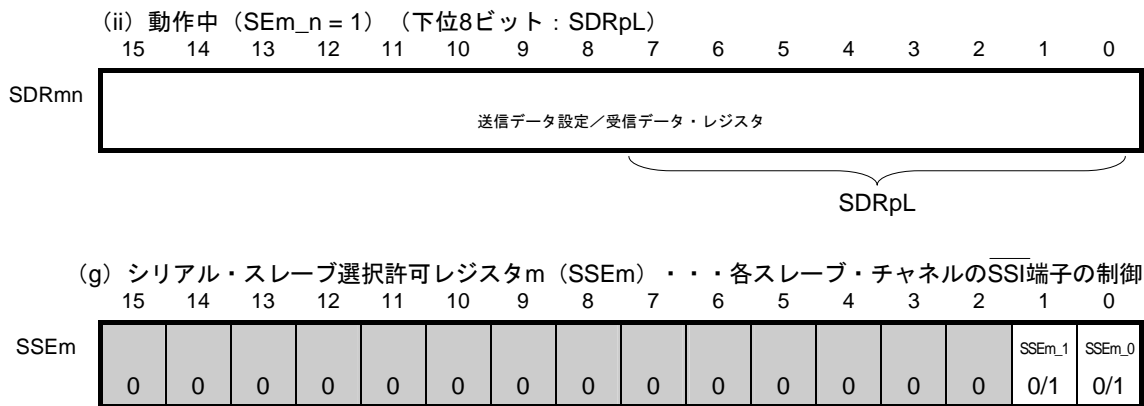 (ii) 動作中 (SEm_n = 1) (下位8ビット : SDRpL)
15 14 13 12 11 10 9 8 7 6 5 4 3 2 1 0
SDRmn
送信データ設定/受信データ・レジスタ
SDRpL
(g) シリアル・スレーブ選択許可レジスタm (SSEm) ・・・各スレーブ・チャネルのSSI端子の制御
15 14 13 12 11 10 9 8 7 6 5 4 3 2 1 0
SSEm
SSEm_1 SSEm_0
0 0 0 0 0 0 0 0 0 0 0 0 0 0 0/1 0/1